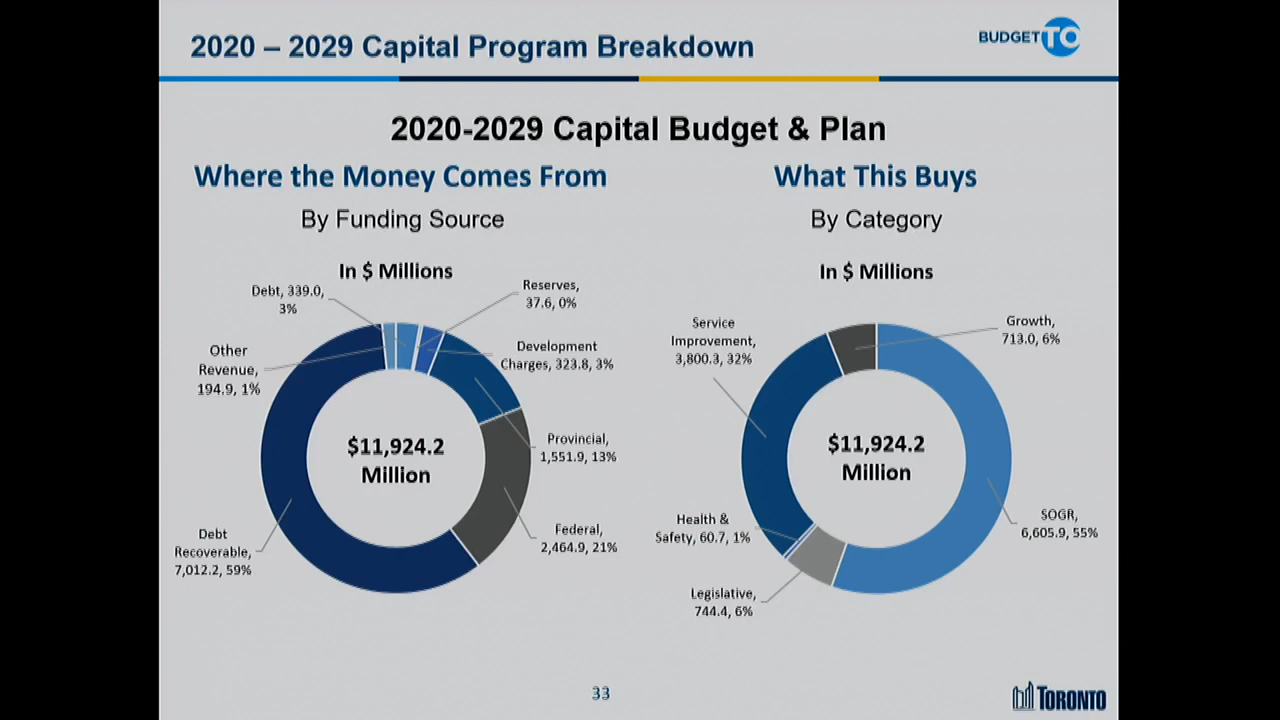 2020 – 2029 Capital Program Breakdown
BUDGETTO
2020-2029 Capital Budget & Plan
Where the Money Comes From
By Funding Source
In $ Millions
Debt, 339.0,
3%
Reserves,
37.6, 0%
Other
Revenue,
194.9, 1%
Development
Charges, 323.8, 3%
$11,924.2
Million
Provincial,
1,551.9, 13%
Federal,
2,464.9, 21%
Debt
Recoverable,
7,012.2, 59%
What This Buys
By Category
In $ Millions
Service
Improvement,
3,800.3, 32%
Growth,
713.0, 6%
$11,924.2
Million
Health &
Safety, 60.7, 1%
SOGR,
6,605.9, 55%
Legislative,
744.4, 6%
33
TORONTO